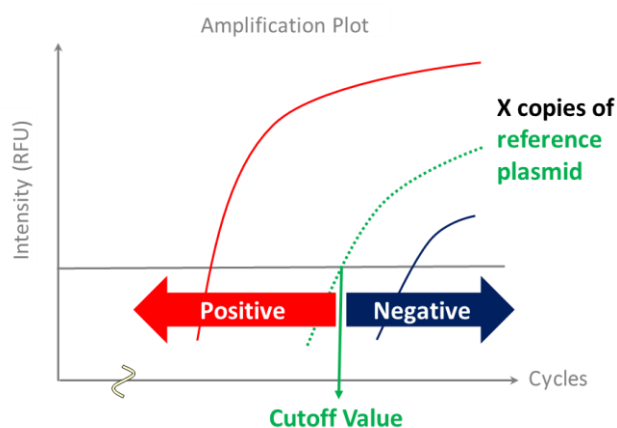 Amplification Plot
Intensity (RFU)
X copies of
reference
plasmid
Positive
Negative
Cycles
Cutoff Value